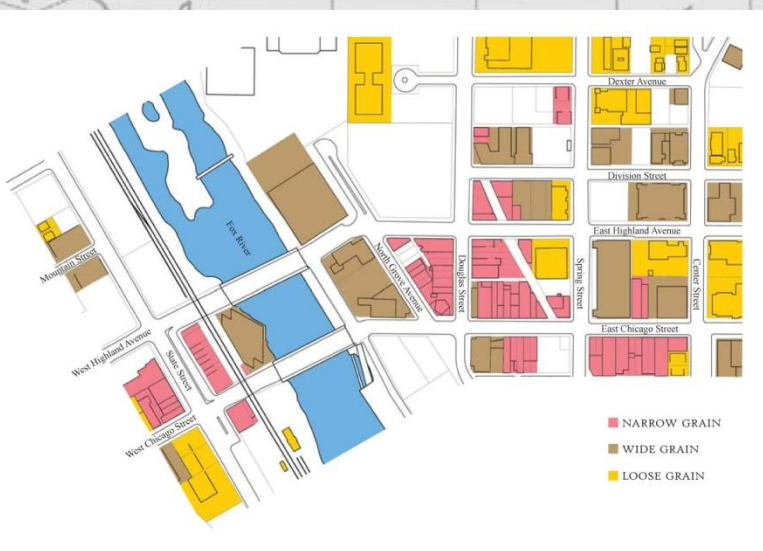 Dexter Avenue
Division Street
Fox River
East Highland Avenue
Mountain Street
North Grove Avenue
Douglas Street
Spring Street
Center Street
East Chicago Street
West Highland Avenue
State Street
West Chicago Street
NARROW GRAIN
WIDE GRAIN
LOOSE GRAIN